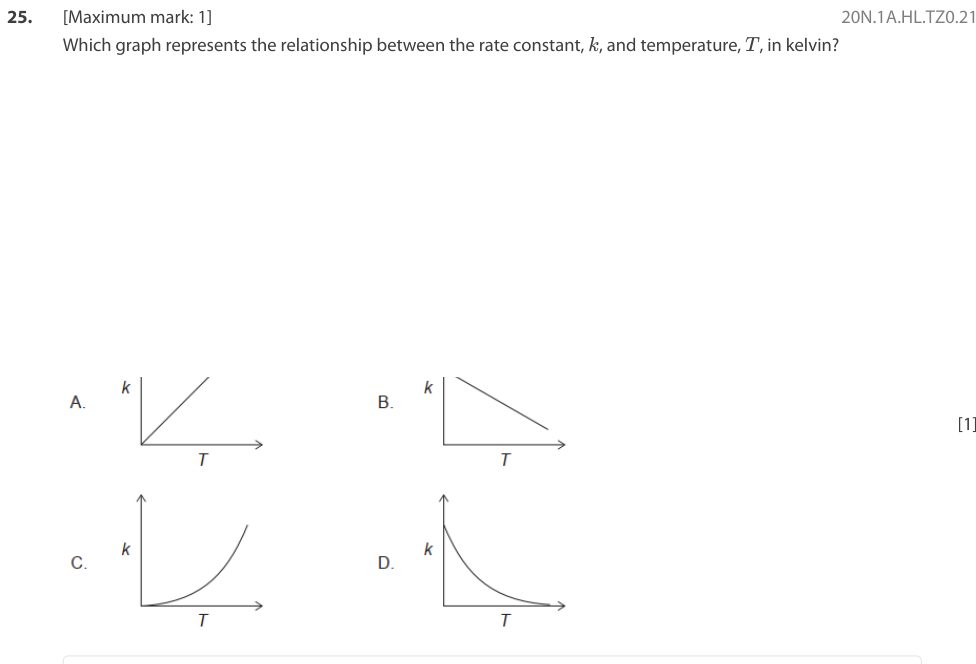 25. [Maximum mark: 1] 20N.1A.HL.TZ0.21
Which graph represents the relationship between the rate constant, k, and temperature, T, in kelvin?
A. k T
B. k T
[1]
C. k T
D. k T